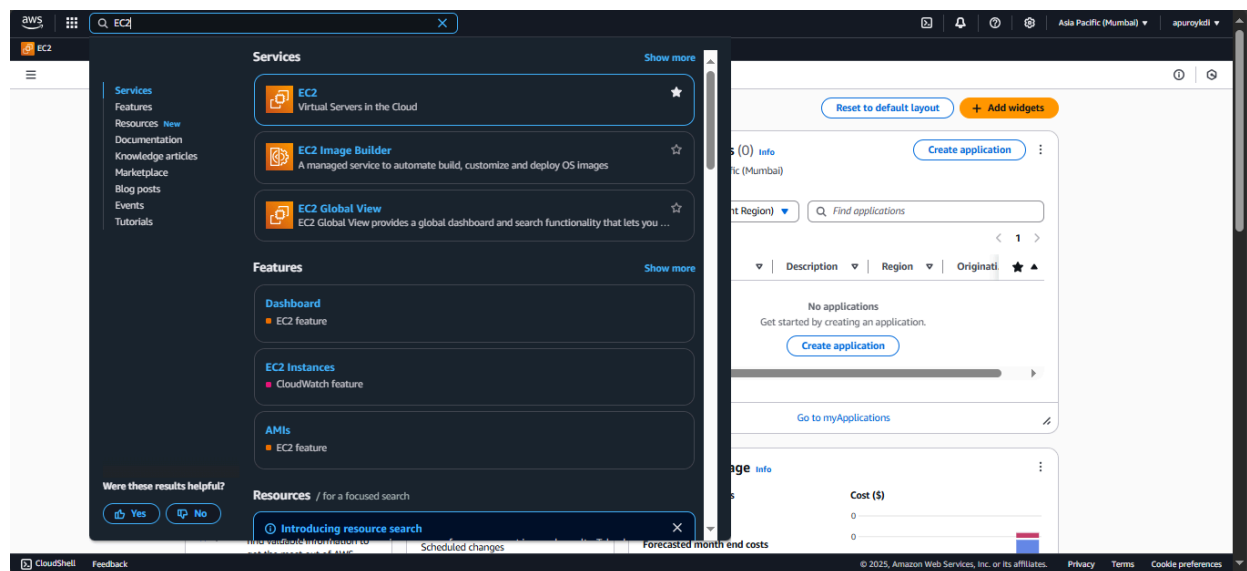 aws
EC2
Asia Pacific (Mumbai)
apuroykdi
EC2
Services
Features
Resources New
Documentation
Knowledge articles
Marketplace
Blog posts
Events
Tutorials
Were these results helpful?
Yes
No
Services
Show more
EC2
Virtual Servers in the Cloud
EC2 Image Builder
A managed service to automate build, customize and deploy OS images
EC2 Global View
EC2 Global View provides a global dashboard and search functionality that lets you ...
Features
Show more
Dashboard
EC2 feature
EC2 Instances
CloudWatch feature
AMIs
EC2 feature
Resources / for a focused search
Introducing resource search
Reset to default layout
+ Add widgets
(0) Info
Create application
(Mumbai)
Region)
Find applications
1
Description
Region
Originati
No applications
Get started by creating an application.
Create application
Go to myApplications
Info
Cost ($)
0
0
Scheduled changes
Forecasted month end costs
CloudShell
Feedback
© 2025, Amazon Web Services, Inc. or its affiliates.
Privacy
Terms
Cookie preferences